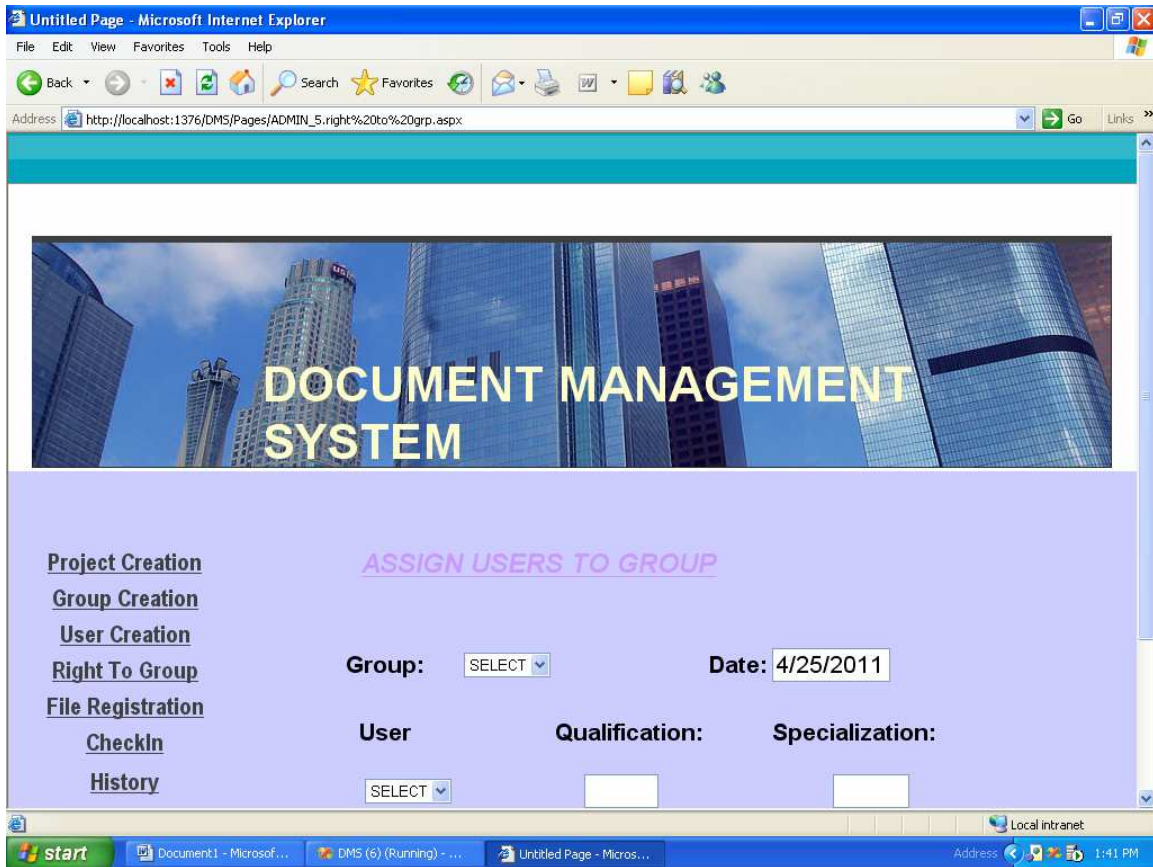 Untitled Page - Microsoft Internet Explorer
File Edit View Favorites Tools Help
Back Search Favorites
Address http://localhost:1376/DMS/Pages/ADMIN_5.right%20to%20grp.aspx Go Links »
DOCUMENT MANAGEMENT
SYSTEM
Project Creation
Group Creation
User Creation
Right To Group
File Registration
CheckIn
History
ASSIGN USERS TO GROUP
Group: SELECT Date: 4/25/2011
User Qualification: Specialization:
SELECT
Local intranet
start Document1 - Microsof... DMS (6) (Running) - ... Untitled Page - Micros... Address 1:41 PM